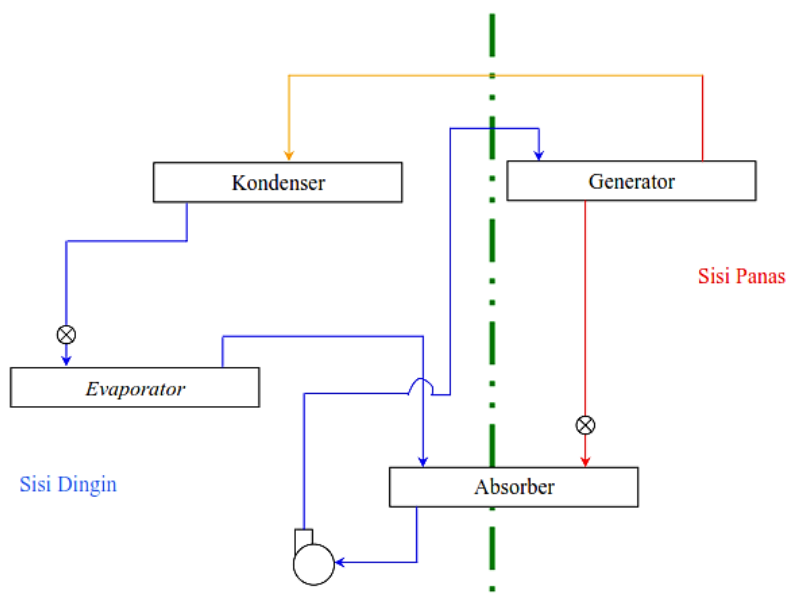 Kondenser
Generator
Sisi Panas
Evaporator
Sisi Dingin
Absorber